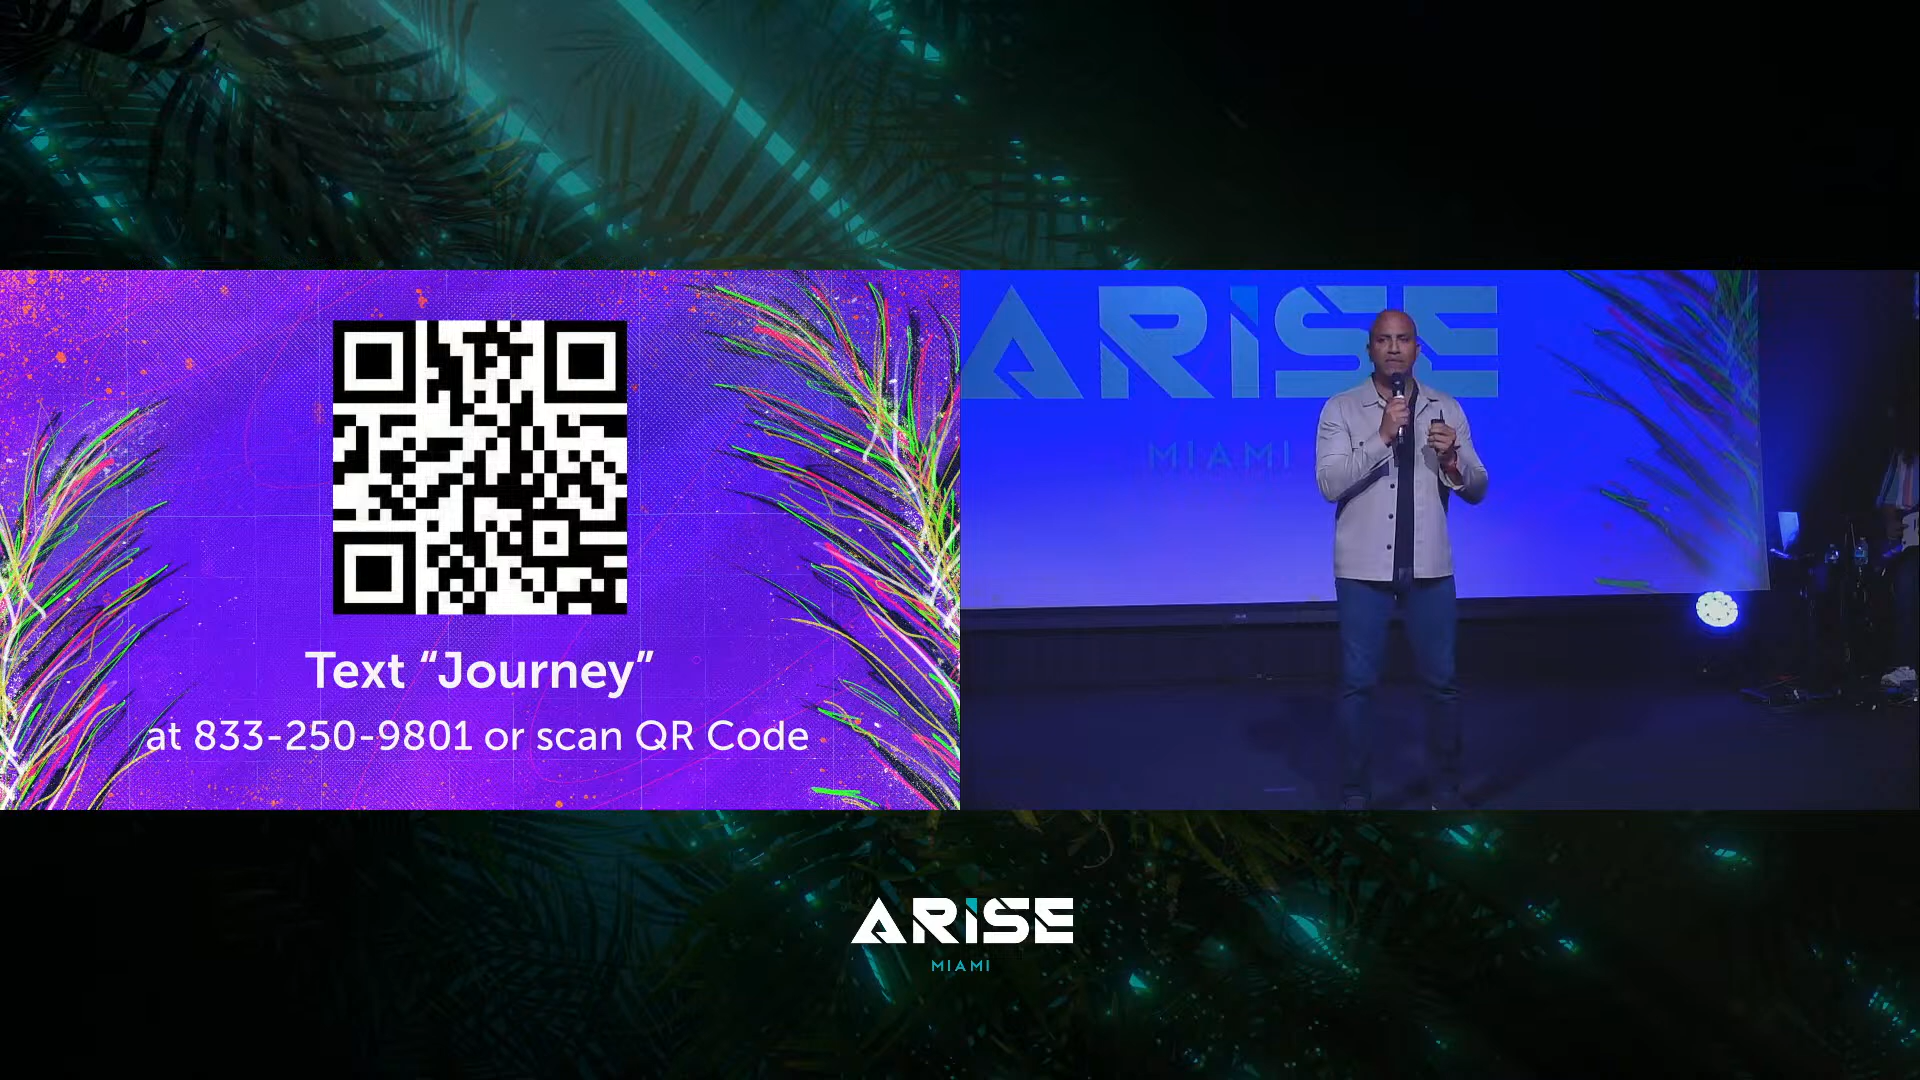 Text “Journey”
at 833-250-9801 or scan QR Code
ARISE
MIAMI
ARISE
MIAMI